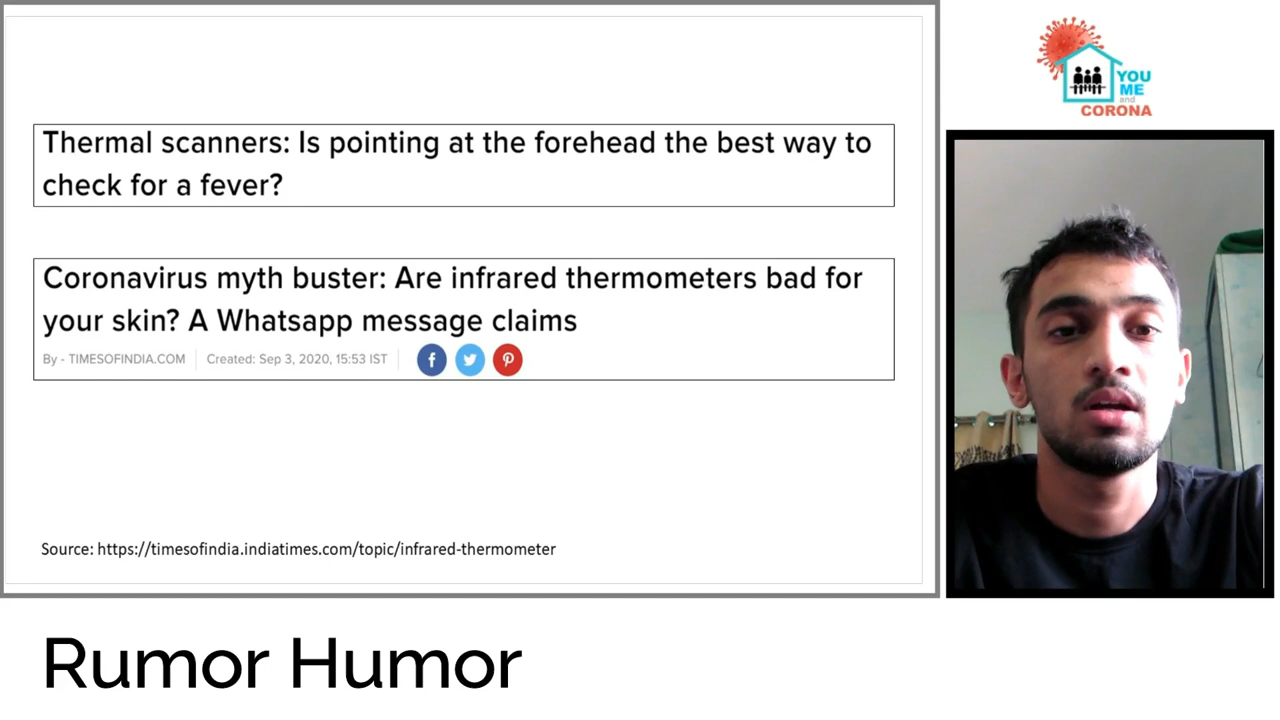 Thermal scanners: Is pointing at the forehead the best way to
check for a fever?
Coronavirus myth buster: Are infrared thermometers bad for
your skin? A Whatsapp message claims
By - TIMESOFINDIA.COM Created: Sep 3, 2020, 15:53 IST
Source: https://timesofindia.indiatimes.com/topic/infrared-thermometer
Rumor Humor
YOU
ME
and
CORONA